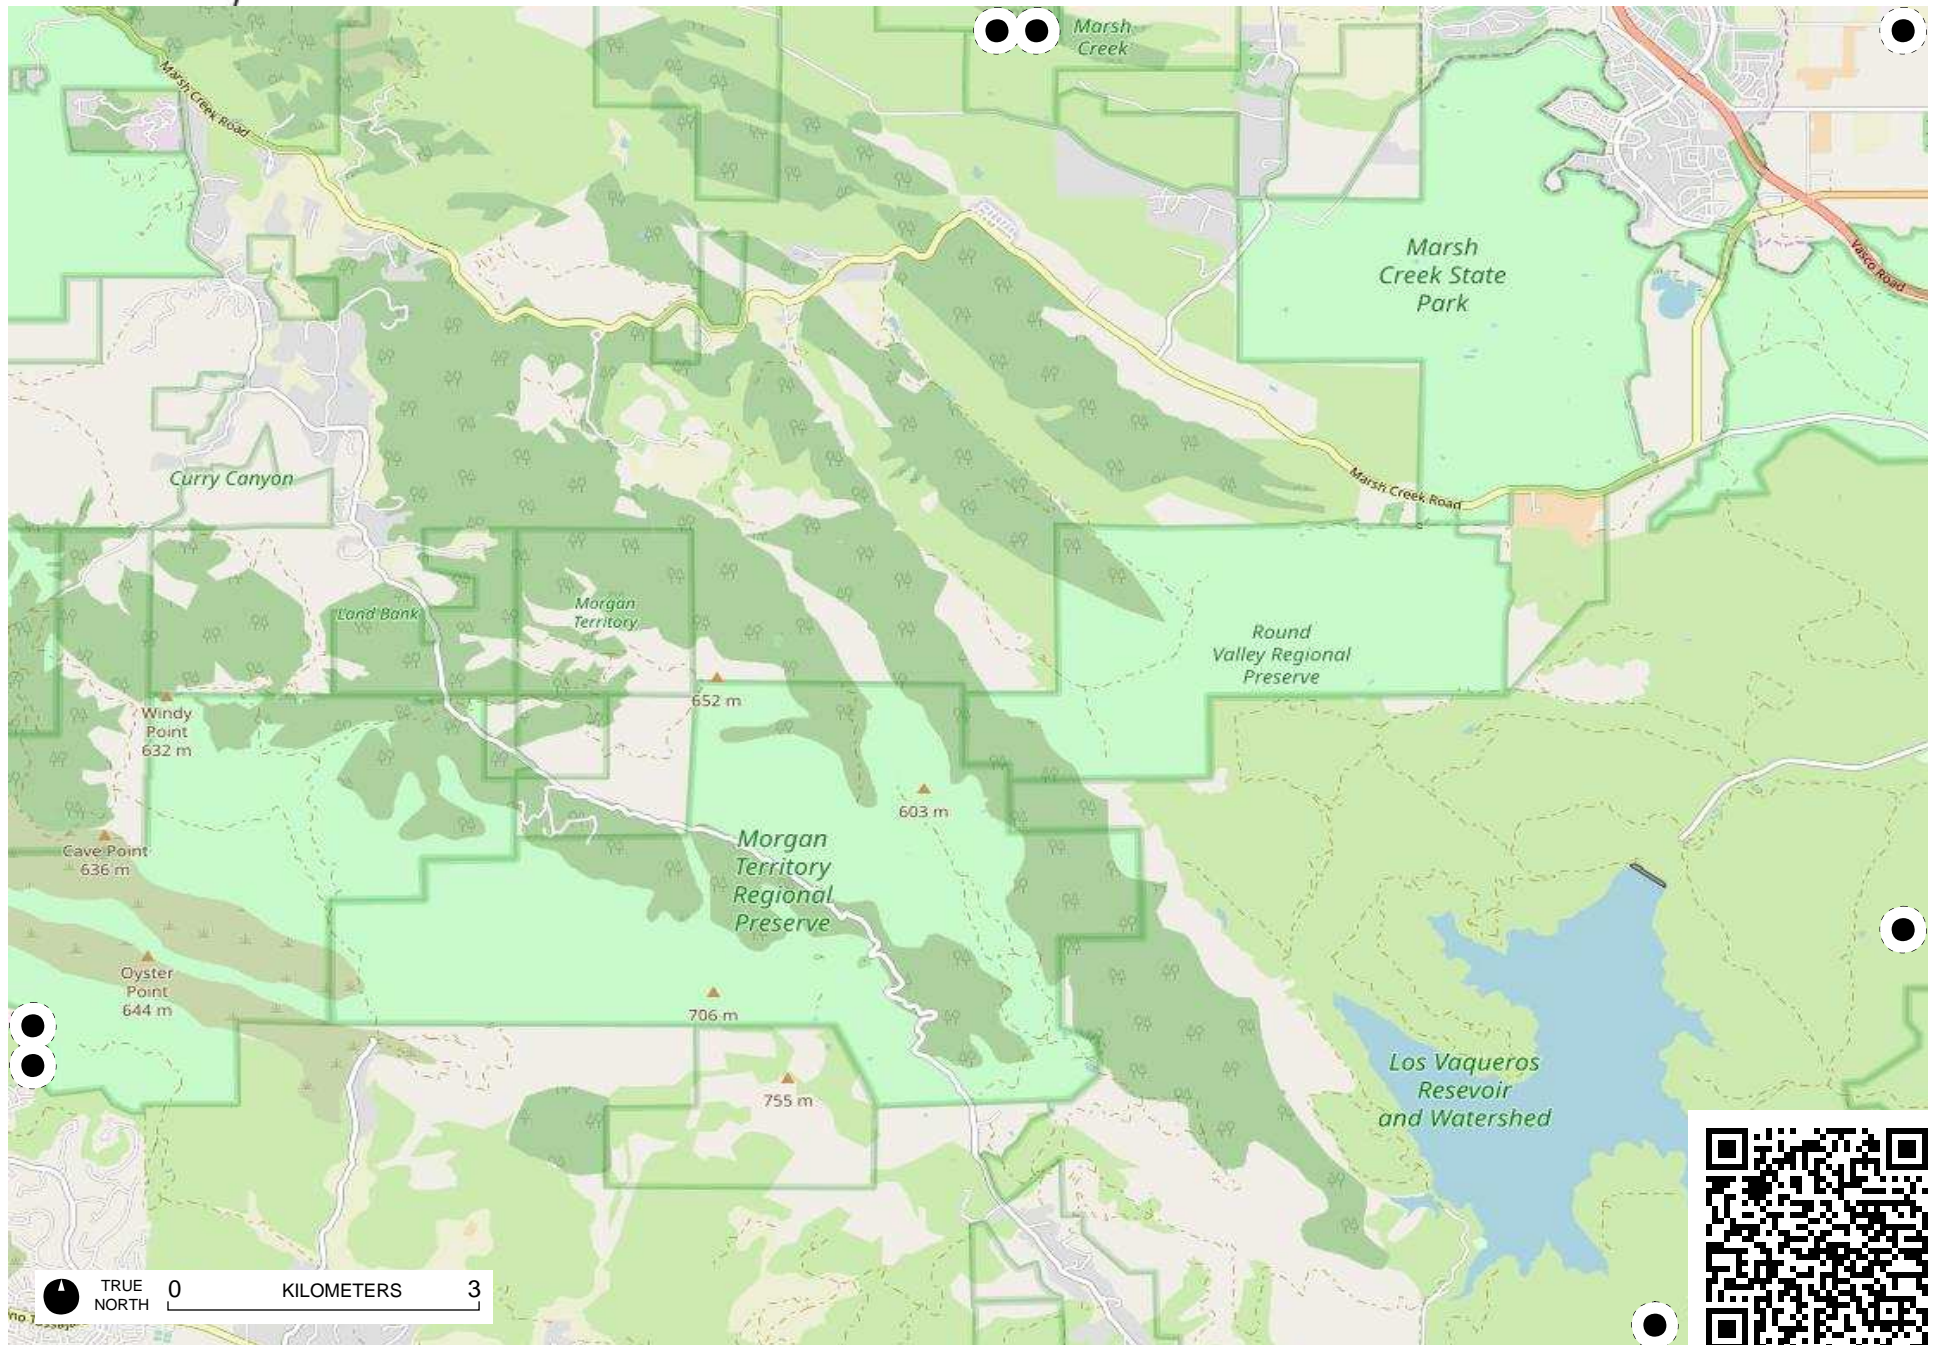 Marsh
Creek
Marsh Creek Road
Vasco Road
Marsh
Creek State
Park
Curry Canyon
Marsh Creek Road
Land Bank
Morgan
Territory
Round
Valley Regional
Preserve
652 m
Windy
Point
632 m
603 m
Cave Point
636 m
Morgan
Territory
Regional
Preserve
Oyster
Point
644 m
706 m
Los Vaqueros
Resevoir
and Watershed
755 m
TRUE
NORTH
0
KILOMETERS
3